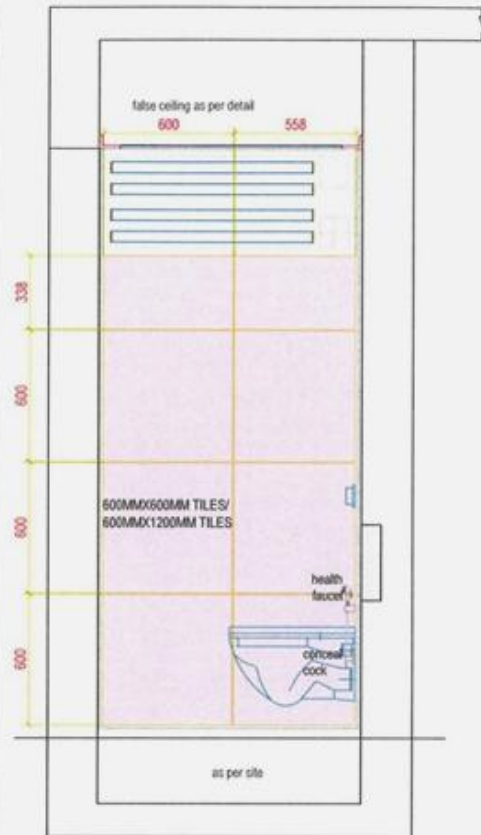 false ceiling as per detail
600
558
338
600
600MMX600MM TILES/
600MMX1200MM TILES
600
health
faucet
600
conceal
cock
as per site